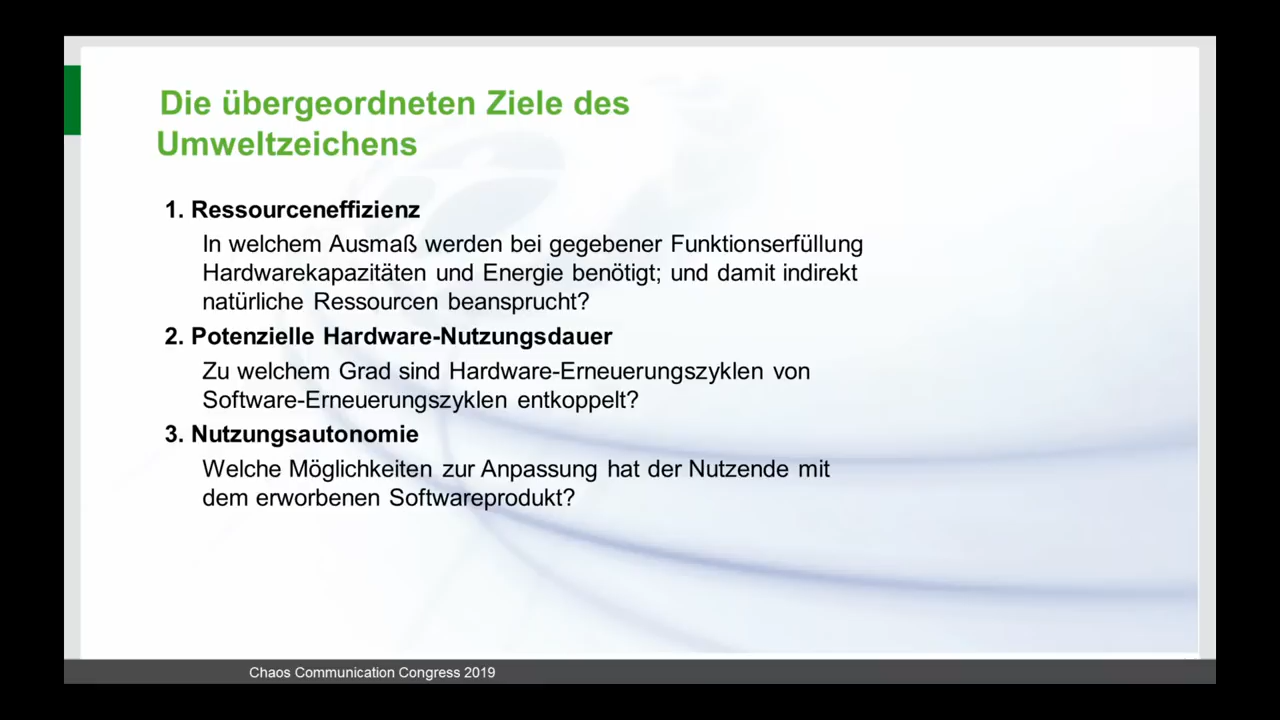 Die übergeordneten Ziele des
Umweltzeichens
1. Ressourceneffizienz
In welchem Ausmaß werden bei gegebener Funktionserfüllung
Hardwarekapazitäten und Energie benötigt; und damit indirekt
natürliche Ressourcen beansprucht?
2. Potenzielle Hardware-Nutzungsdauer
Zu welchem Grad sind Hardware-Erneuerungszyklen von
Software-Erneuerungszyklen entkoppelt?
3. Nutzungsautonomie
Welche Möglichkeiten zur Anpassung hat der Nutzende mit
dem erworbenen Softwareprodukt?
Chaos Communication Congress 2019